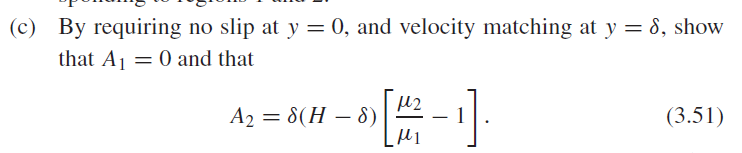 (c) By requiring no slip at y = 0, and velocity matching at y = δ, show
that A₁ = 0 and that
A₂ = δ(H − δ) [μ₂/μ₁ − 1]. (3.51)